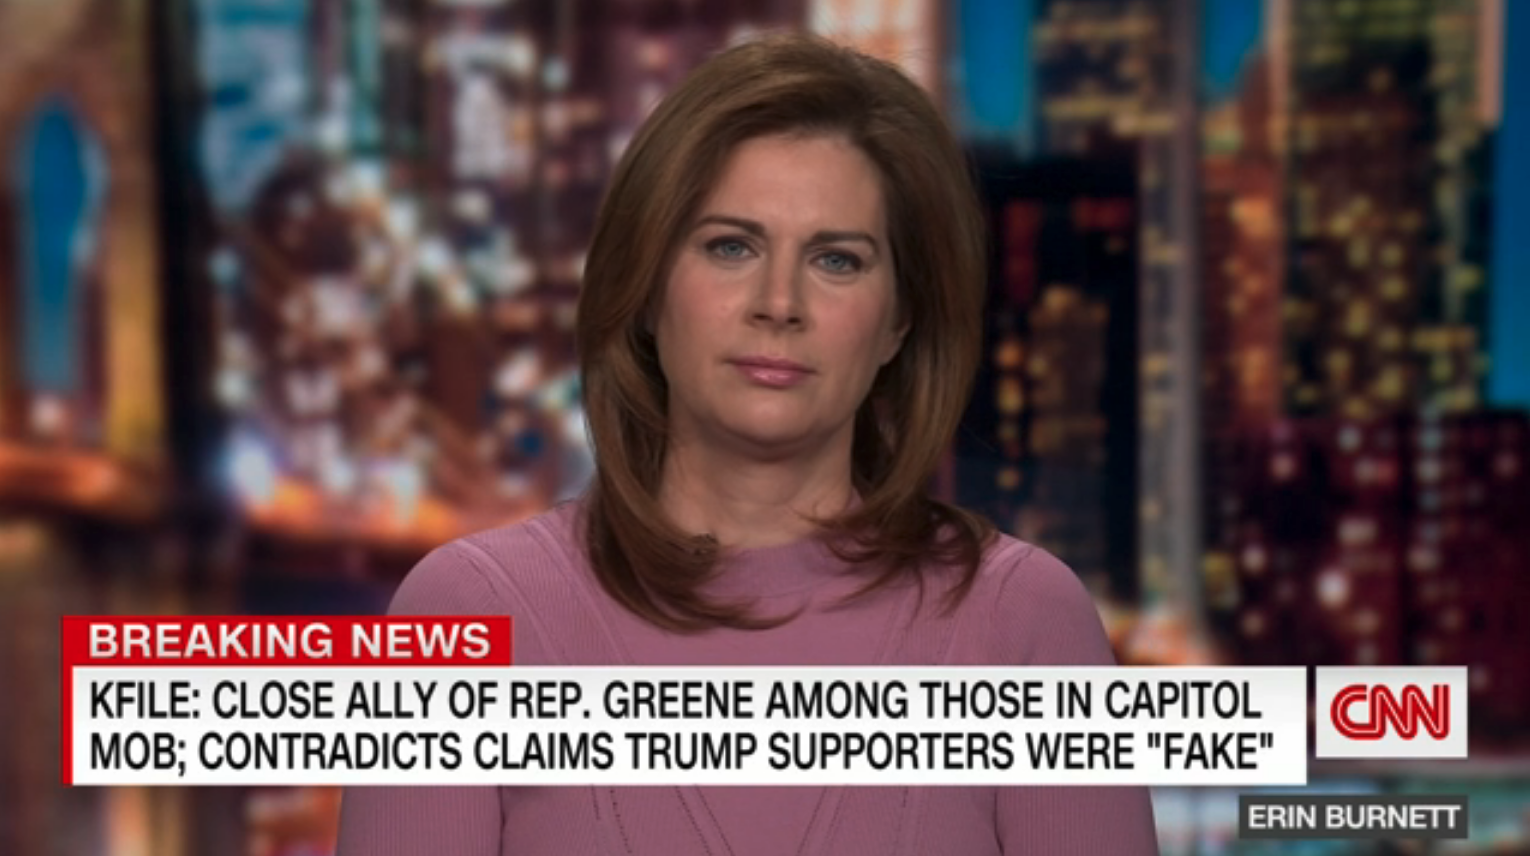 BREAKING NEWS
KFILE: CLOSE ALLY OF REP. GREENE AMONG THOSE IN CAPITOL
MOB; CONTRADICTS CLAIMS TRUMP SUPPORTERS WERE "FAKE"
CNN
ERIN BURNETT